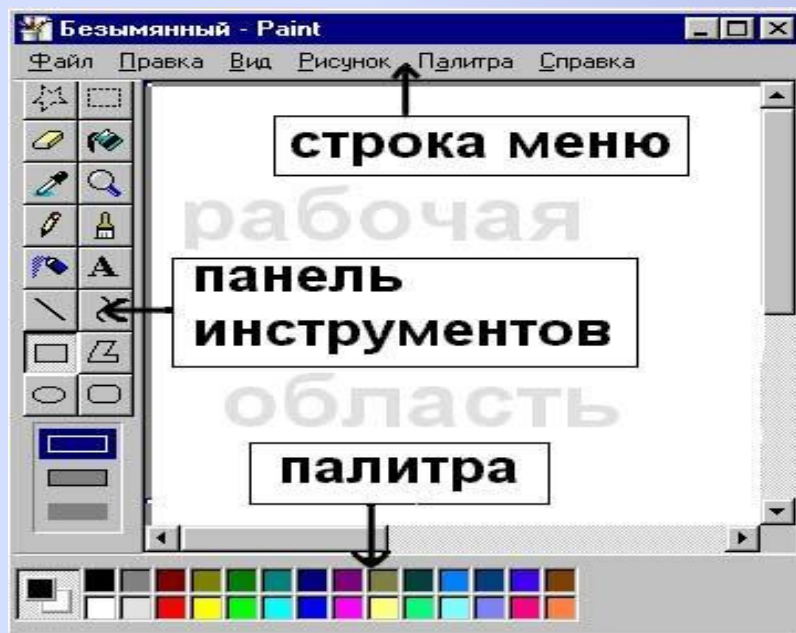 Безымянный - Paint
Файл Правка Вид Рисунок Палитра Справка
строка меню
рабочая
A
панель
инструментов
область
палитра